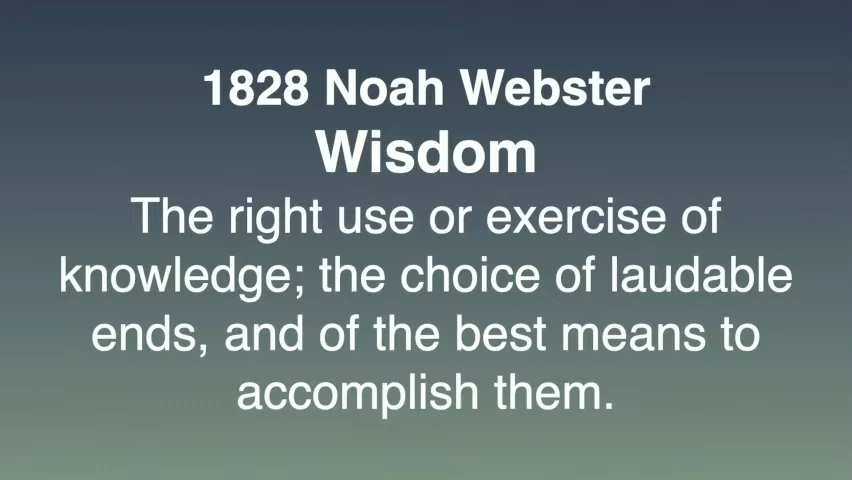 1828 Noah Webster
Wisdom
The right use or exercise of
knowledge; the choice of laudable
ends, and of the best means to
accomplish them.